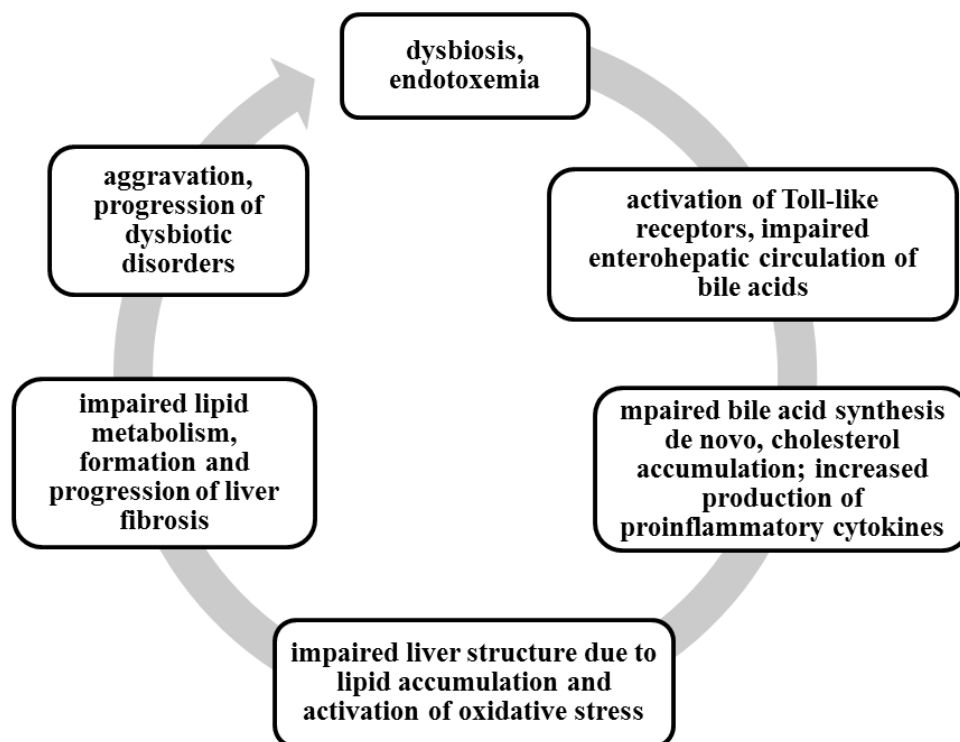 dysbiosis,
endotoxemia
activation of Toll-like
receptors, impaired
enterohepatic circulation of
bile acids
mpaired bile acid synthesis
de novo, cholesterol
accumulation; increased
production of
proinflammatory cytokines
impaired liver structure due to
lipid accumulation and
activation of oxidative stress
impaired lipid
metabolism,
formation and
progression of liver
fibrosis
aggravation,
progression of
dysbiotic
disorders